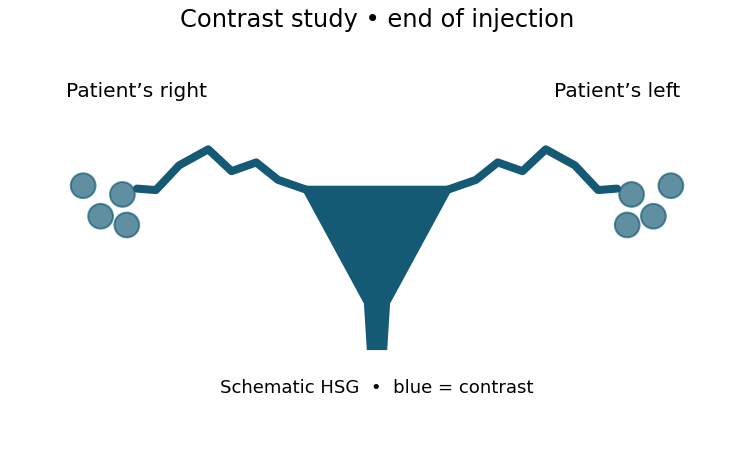 Contrast study • end of injection
Patient’s right
Patient’s left
Schematic HSG • blue = contrast